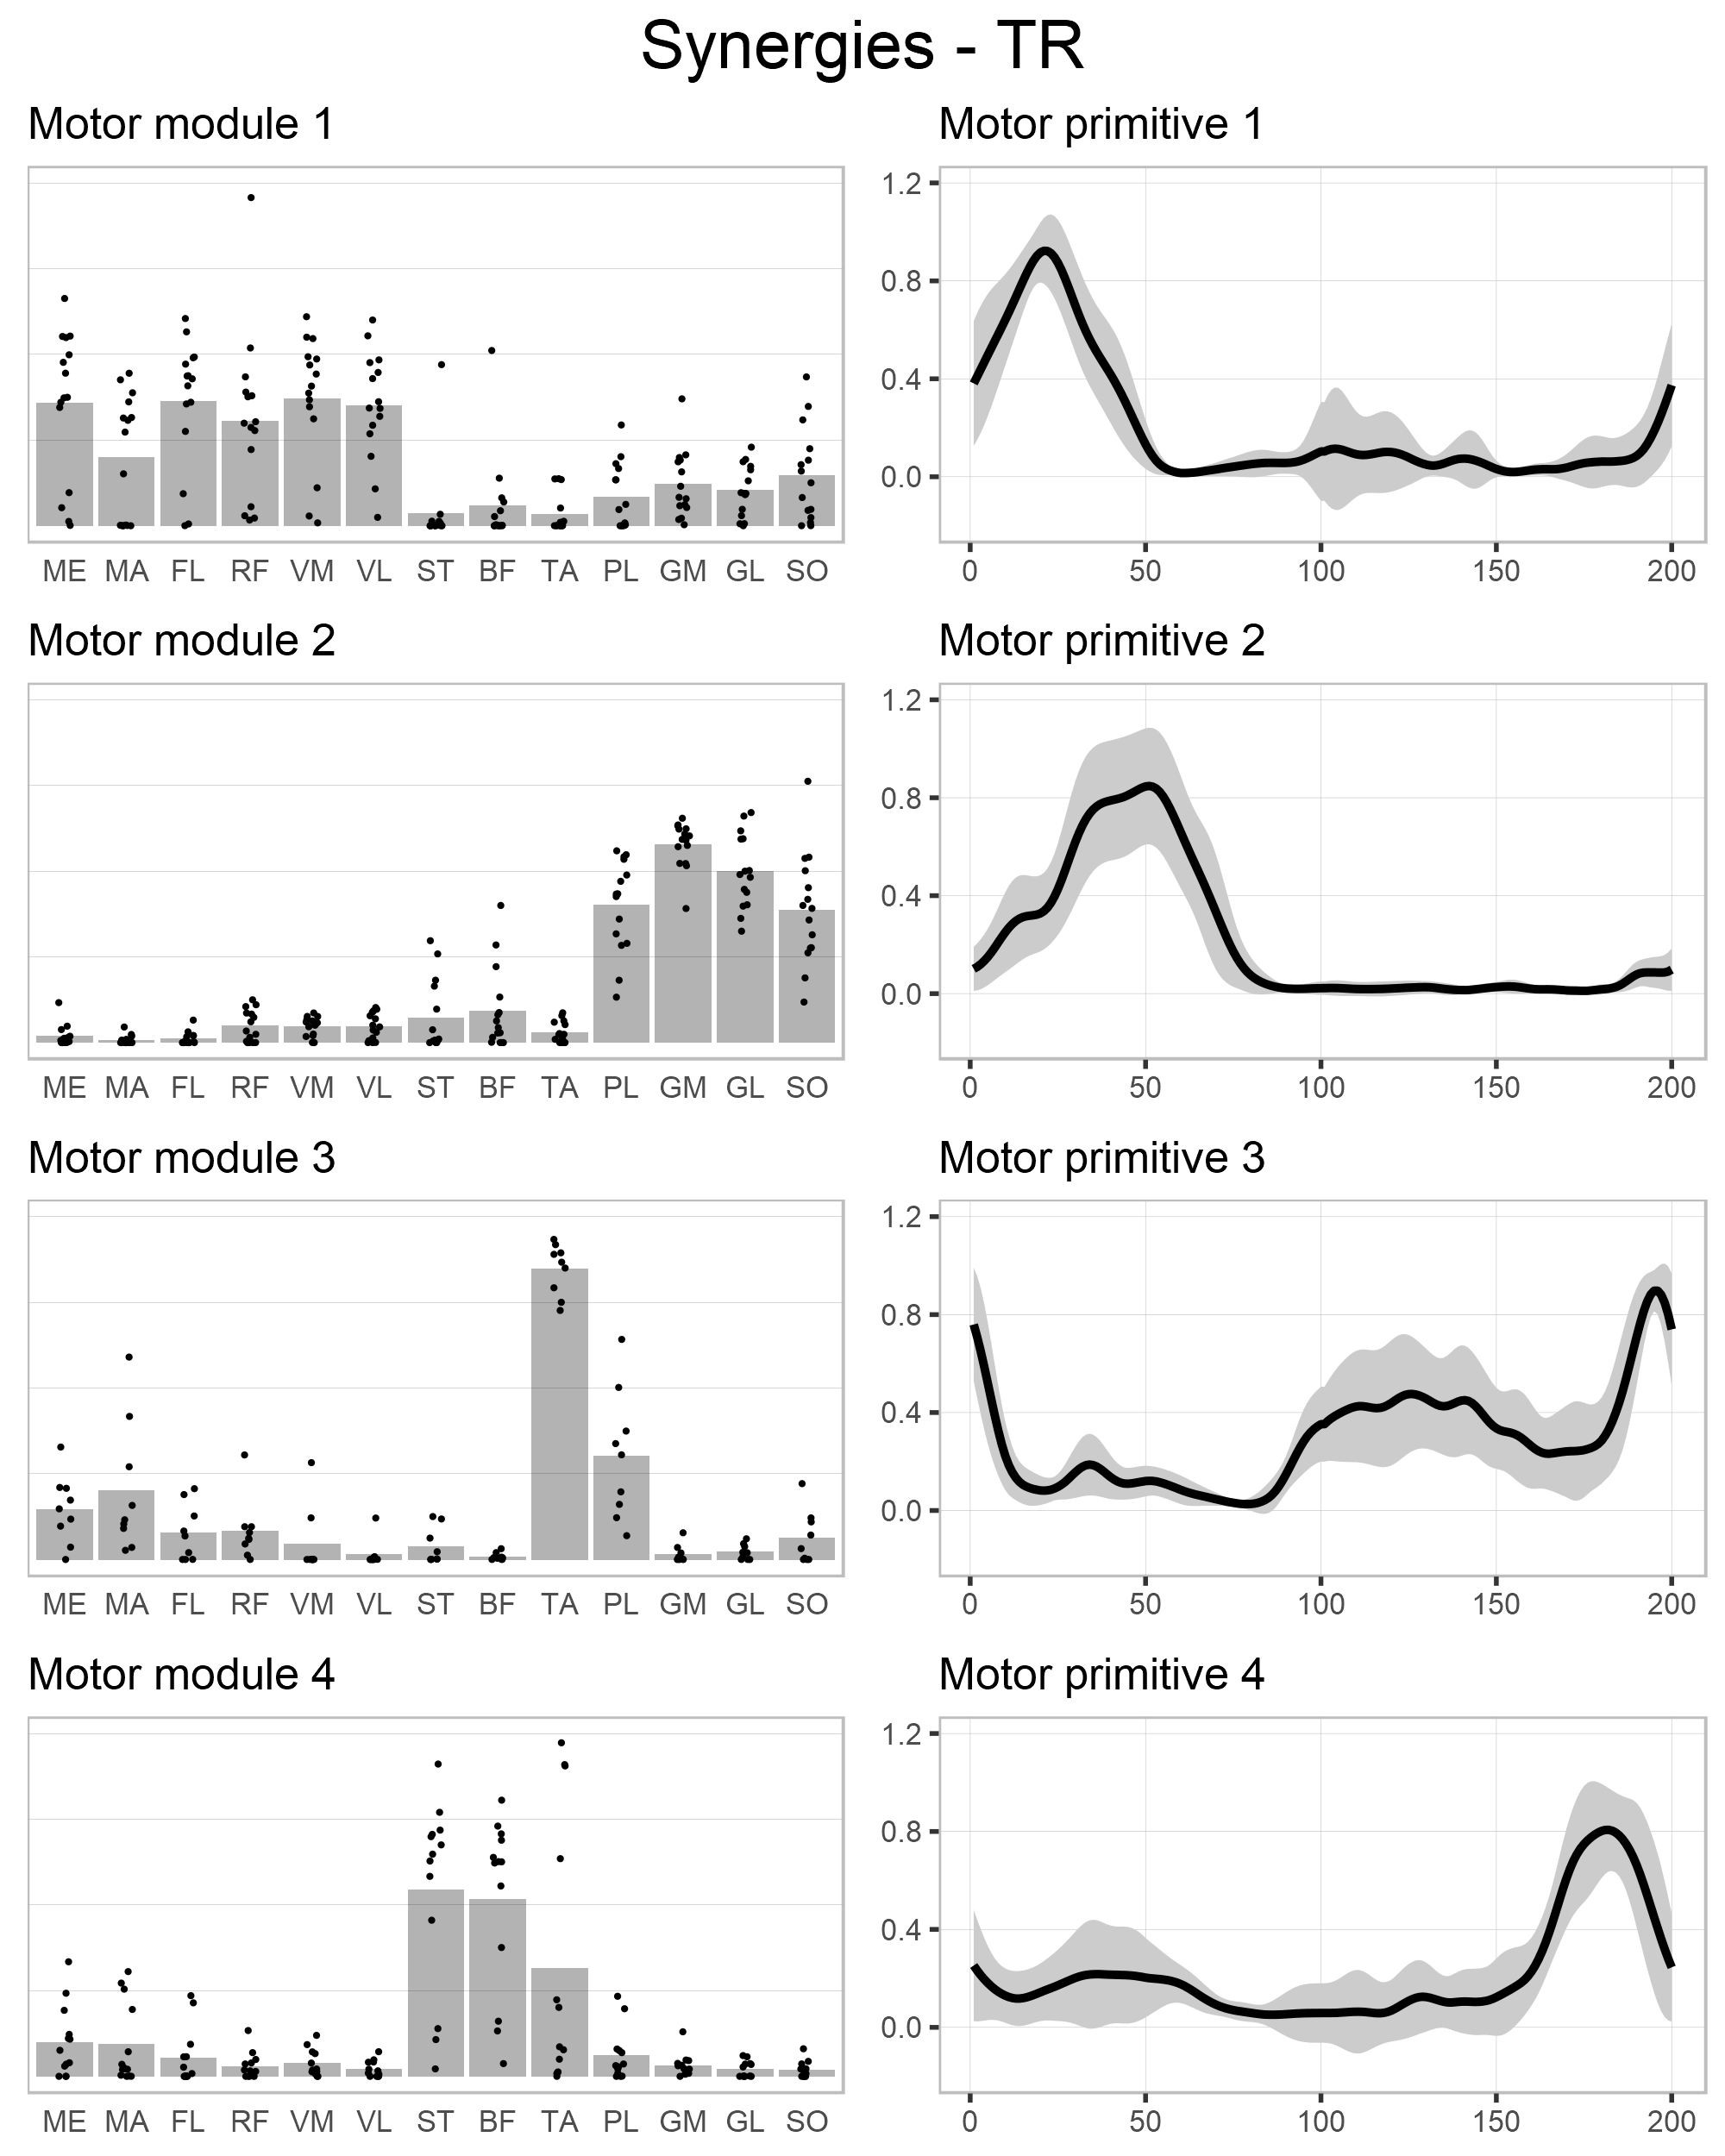 Synergies - TR
Motor module 1
Motor primitive 1
1.2
0.8
0.4
0.0
ME MA FL RF VM VL ST BF TA PL GM GL SO
0 50 100 150 200
Motor module 2
Motor primitive 2
1.2
0.8
0.4
0.0
ME MA FL RF VM VL ST BF TA PL GM GL SO
0 50 100 150 200
Motor module 3
Motor primitive 3
1.2
0.8
0.4
0.0
ME MA FL RF VM VL ST BF TA PL GM GL SO
0 50 100 150 200
Motor module 4
Motor primitive 4
1.2
0.8
0.4
0.0
ME MA FL RF VM VL ST BF TA PL GM GL SO
0 50 100 150 200